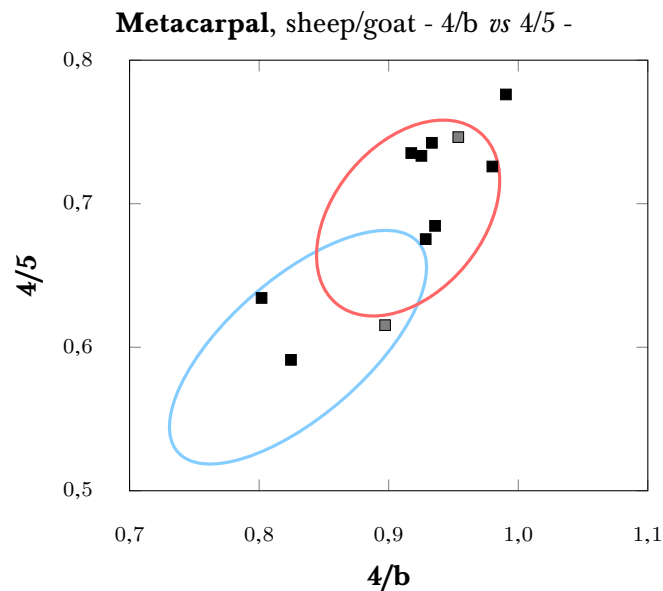 Metacarpal, sheep/goat - 4/b vs 4/5 -
0,8
0,7
0,6
0,5
4/5
0,7 0,8 0,9 1,0 1,1
4/b